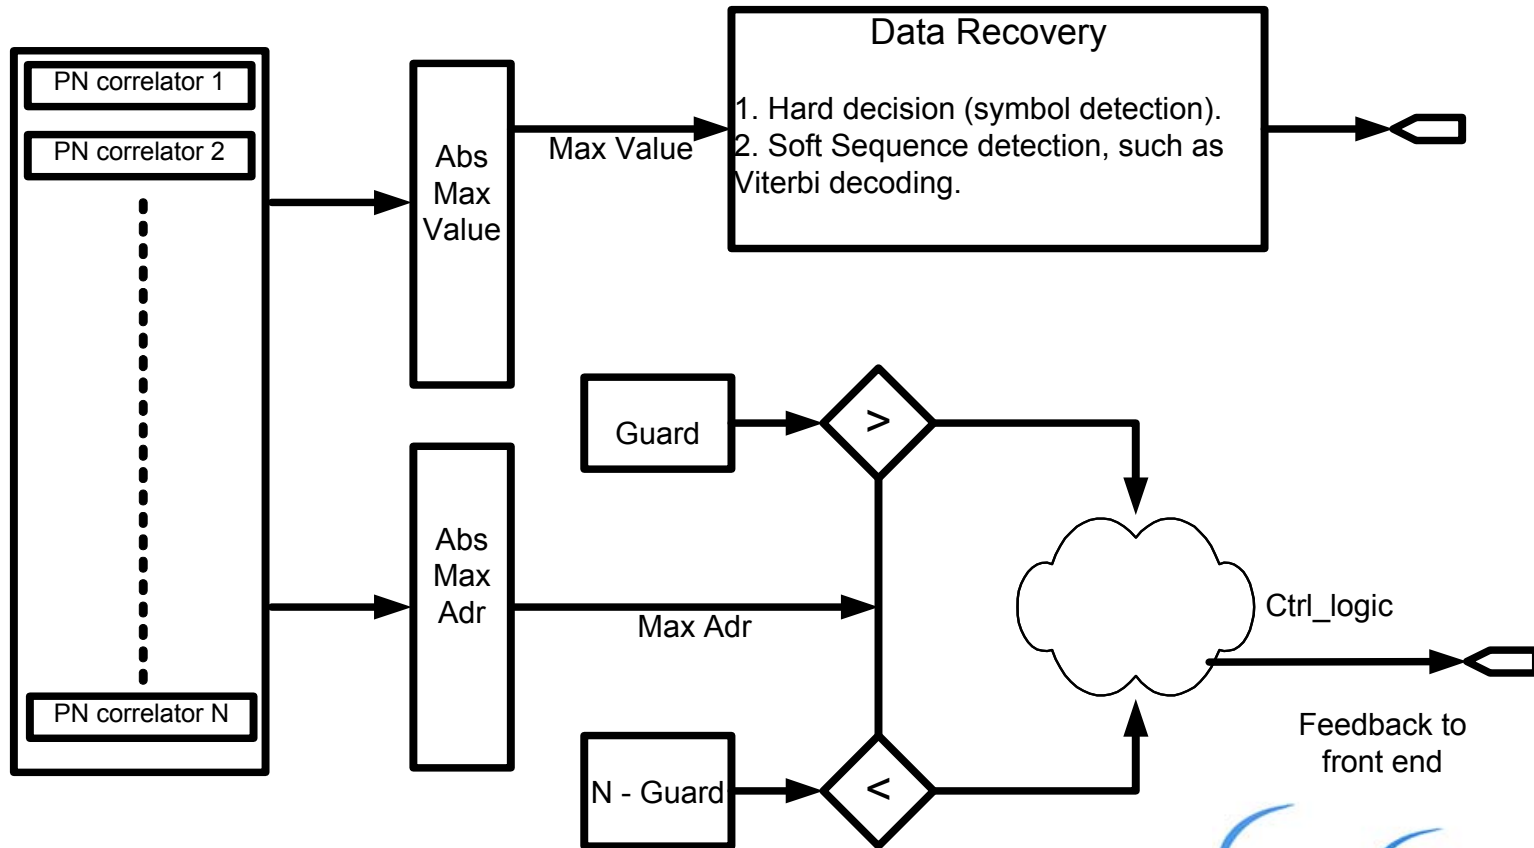 Data Recovery
PN correlator 1
1. Hard decision (symbol detection).
PN correlator 2
2. Soft Sequence detection, such as
Viterbi decoding.
Abs
Max
Value
Max Value
Guard
>
Abs
Max
Adr
Max Adr
Ctrl_logic
PN correlator N
N - Guard
<
Feedback to
front end